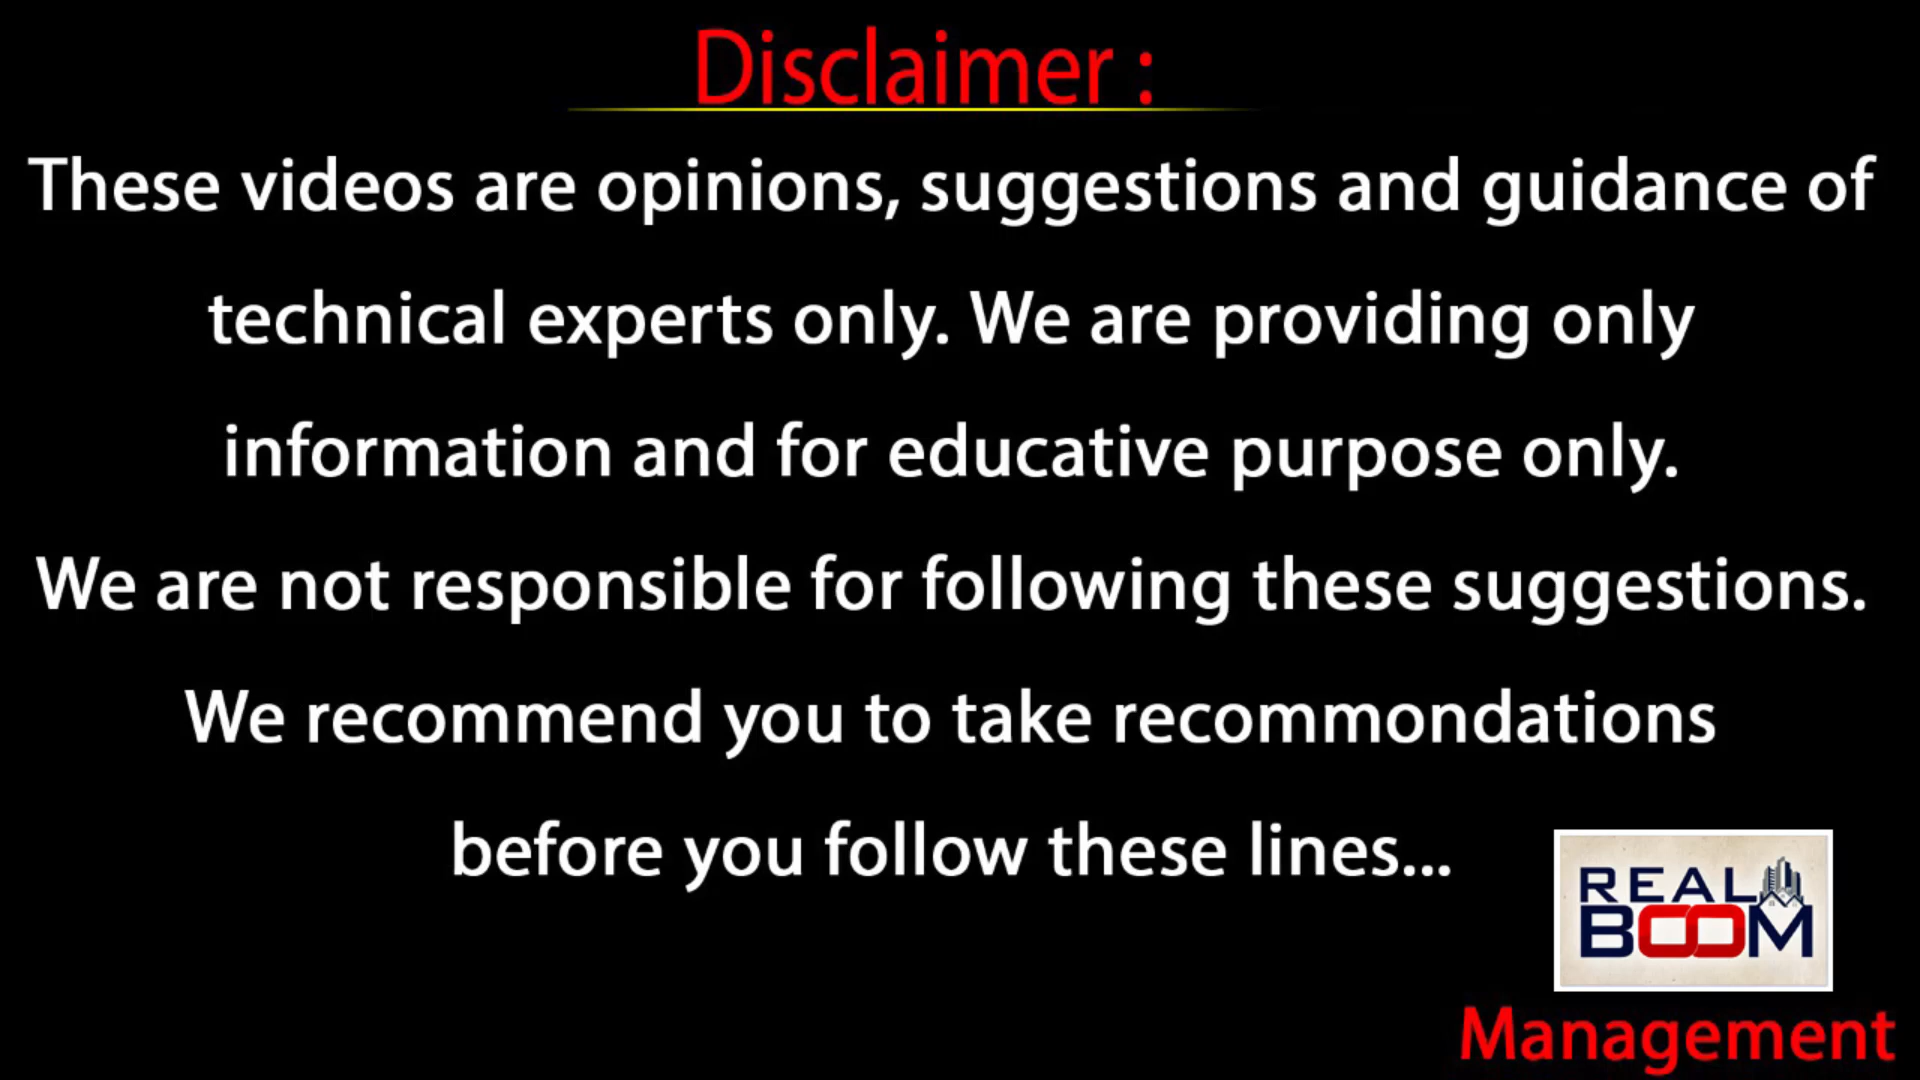 Disclaimer :
These videos are opinions, suggestions and guidance of
technical experts only. We are providing only
information and for educative purpose only.
We are not responsible for following these suggestions.
We recommend you to take recommondations
before you follow these lines...
REAL
BOOM
Management